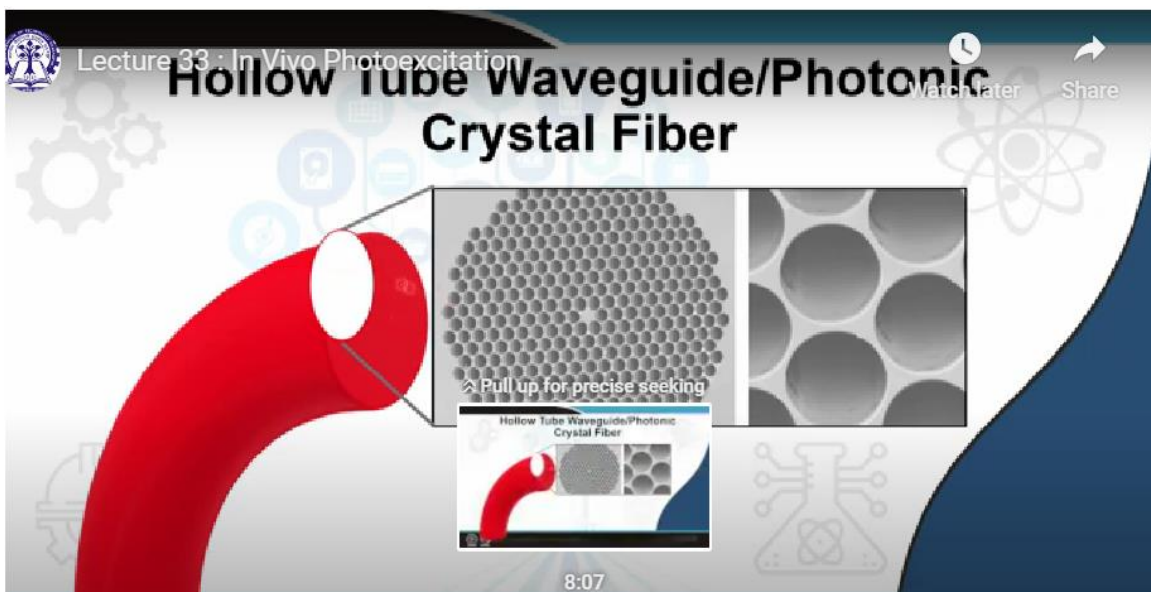 Lecture 33 : In Vivo Photoexcitation
Watch later
Share
Hollow Tube Waveguide/Photonic
Crystal Fiber
Pull up for precise seeking
Hollow Tube Waveguide/Photonic
Crystal Fiber
8:07